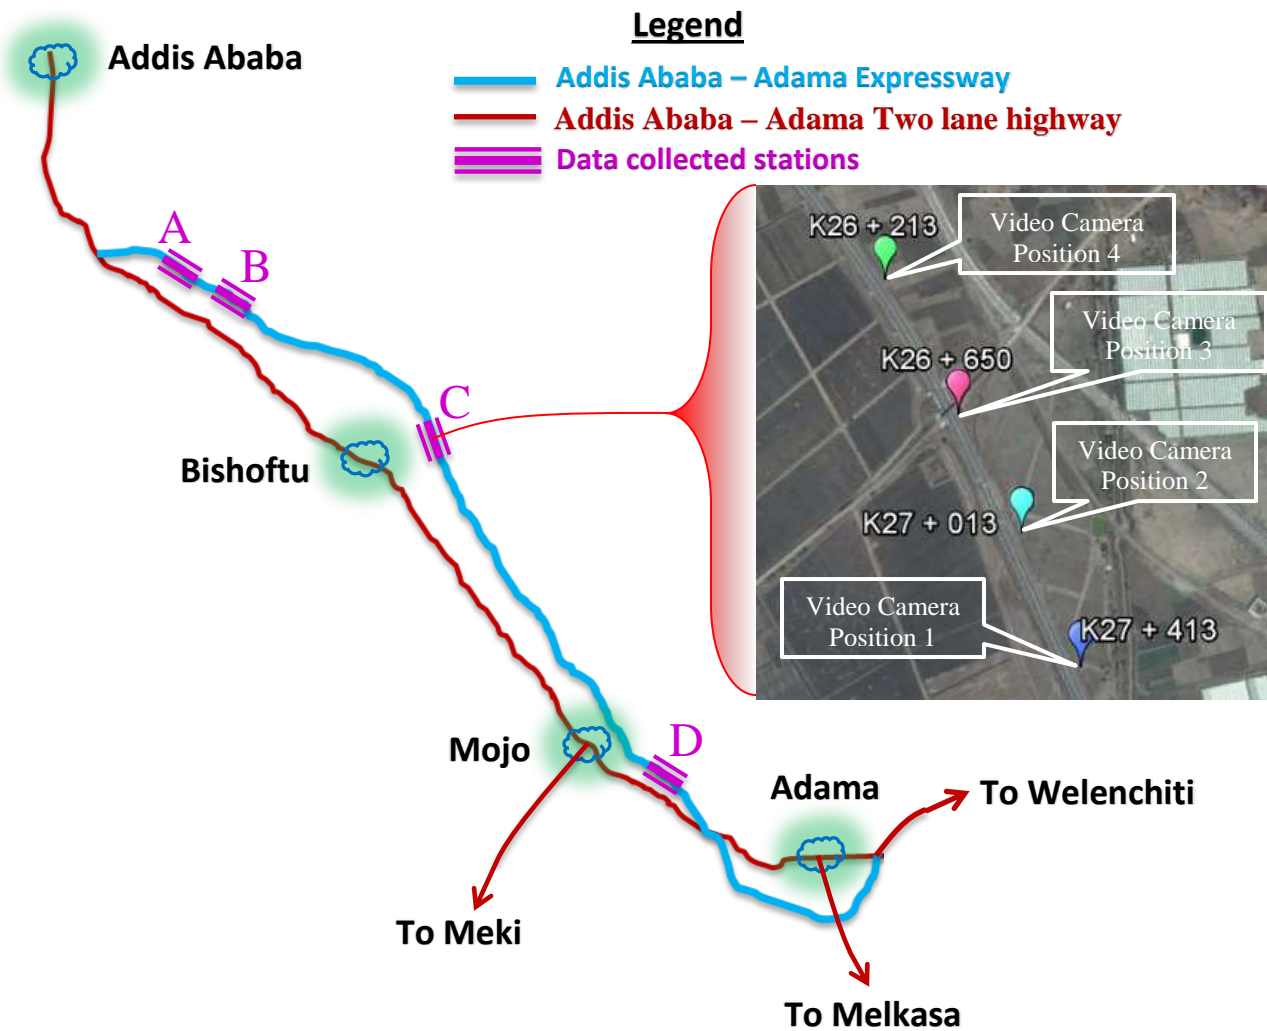 Legend
Addis Ababa
Addis Ababa – Adama Expressway
Addis Ababa – Adama Two lane highway
Data collected stations
A
B
C
K26 + 213
Video Camera
Position 4
Video Camera
Position 3
K26 + 650
Video Camera
Position 2
K27 + 013
Video Camera
Position 1
K27 + 413
Bishoftu
Mojo
D
Adama
To Welenchiti
To Meki
To Melkasa